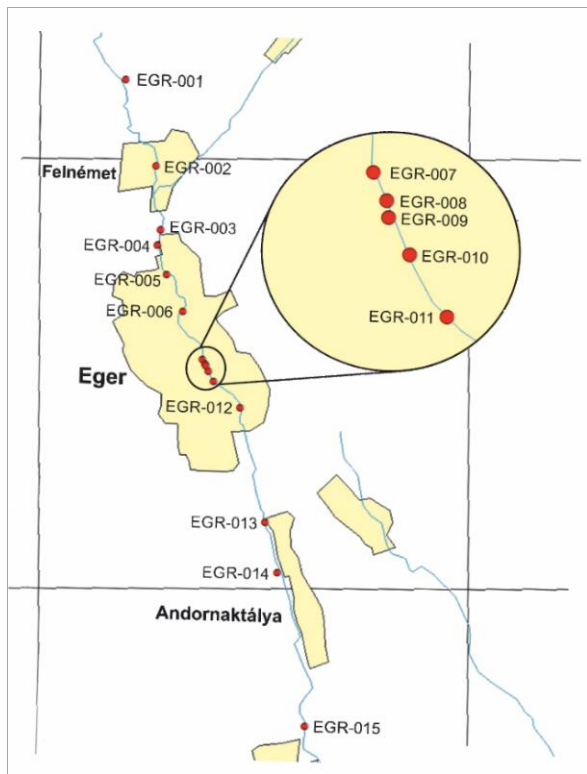 EGR-001
Felnémet
EGR-002
EGR-007
EGR-008
EGR-009
EGR-003
EGR-004
EGR-010
EGR-005
EGR-006
EGR-011
Eger
EGR-012
EGR-013
EGR-014
Andornaktálya
EGR-015